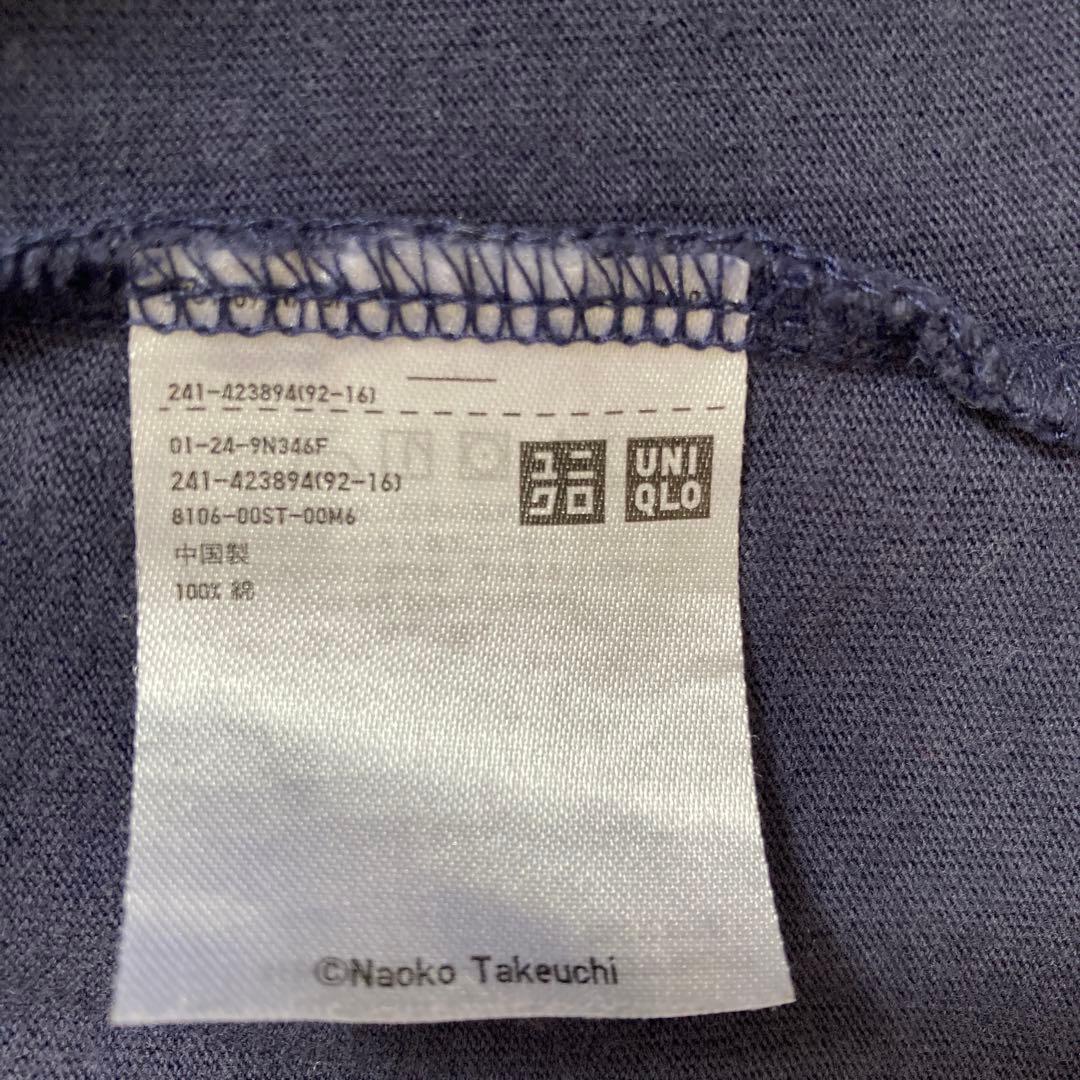 241-423894(92-16)
01-24-9N346F
241-423894(92-16)
8106-00ST-00M6
中国製
100% 綿
ユニ
クロ
UNI
QLO
©Naoko Takeuchi